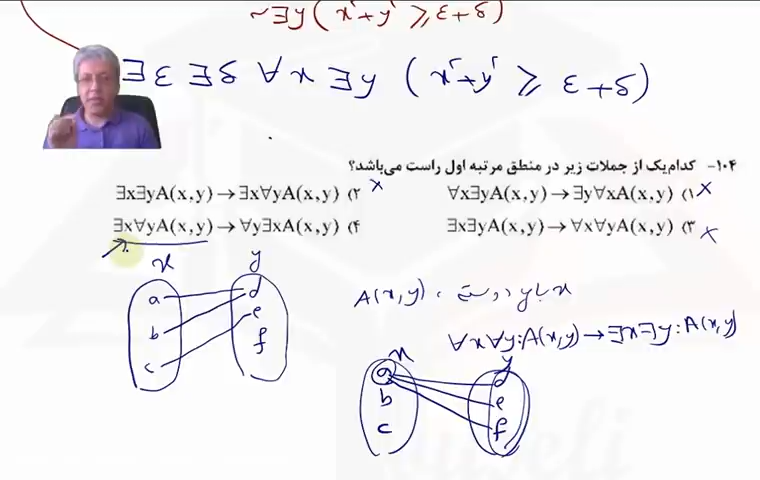 ~∃y(x²+y² ≥ ε+δ)
∃ε ∃δ ∀x ∃y (x²+y² ≥ ε+δ)
۱۰۴- کدام‌یک از جملات زیر در منطق مرتبه اول راست می‌باشد؟
۱) ∀x∃yA(x,y)→∃y∀xA(x,y) ×
۲) ∃x∃yA(x,y)→∃x∀yA(x,y) ×
۳) ∃x∃yA(x,y)→∀x∀yA(x,y) ×
۴) ∃x∀yA(x,y)→∀y∃xA(x,y)
x y
a d
b e
c f
A(x,y) : x با y دوست
∀x∀y:A(x,y)→∃x∃y:A(x,y)
x y
a d
b e
c f